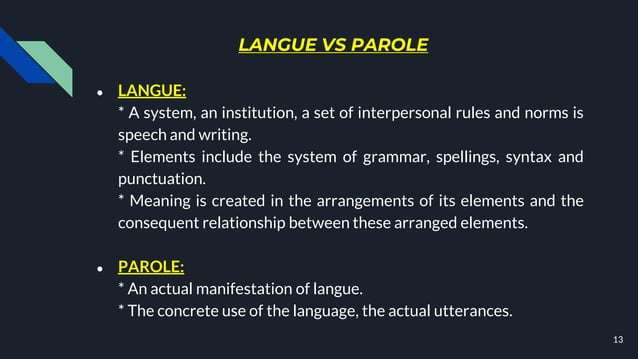 LANGUE VS PAROLE
● LANGUE:
* A system, an institution, a set of interpersonal rules and norms is
speech and writing.
* Elements include the system of grammar, spellings, syntax and
punctuation.
* Meaning is created in the arrangements of its elements and the
consequent relationship between these arranged elements.
● PAROLE:
* An actual manifestation of langue.
* The concrete use of the language, the actual utterances.
13